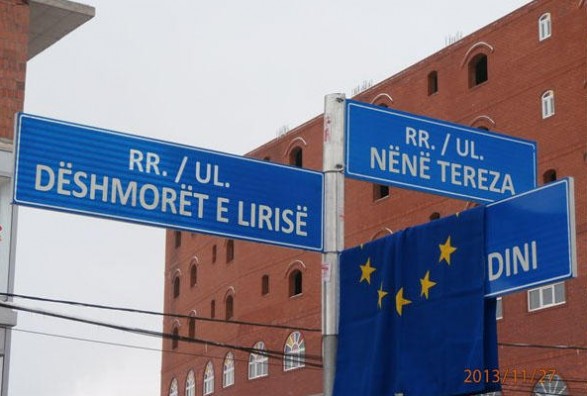 RR. / UL.
DËSHMORËT E LIRISË
RR. / UL.
NËNË TEREZA
DINI
2013/11/27